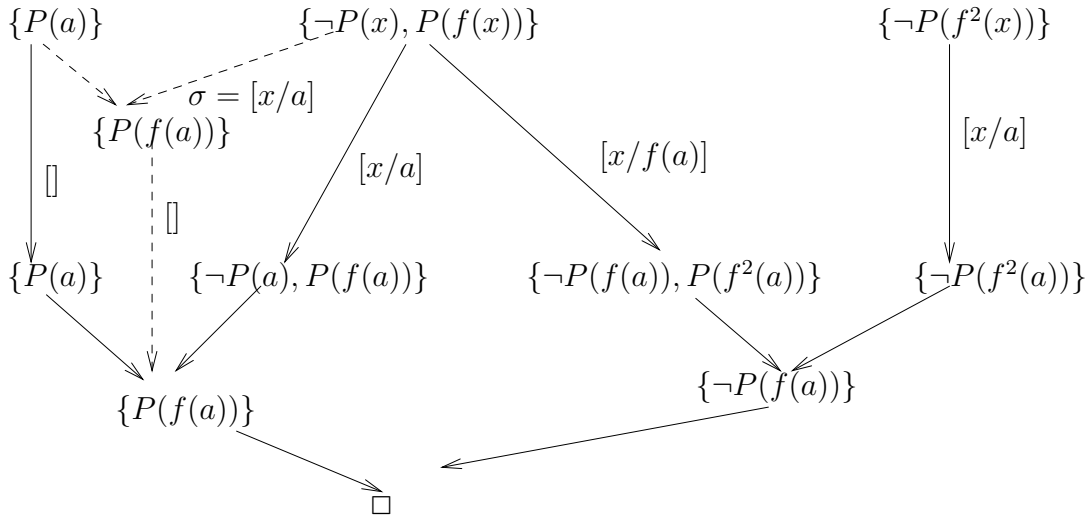 {P(a)} {¬P(x), P(f(x))} {¬P(f²(x))}
σ = [x/a]
{P(f(a))} [x/a]
[x/f(a)]
[x/a]
[]
[]
{P(a)} {¬P(a), P(f(a))} {¬P(f(a)), P(f²(a))} {¬P(f²(a))}
{¬P(f(a))}
{P(f(a))}
□